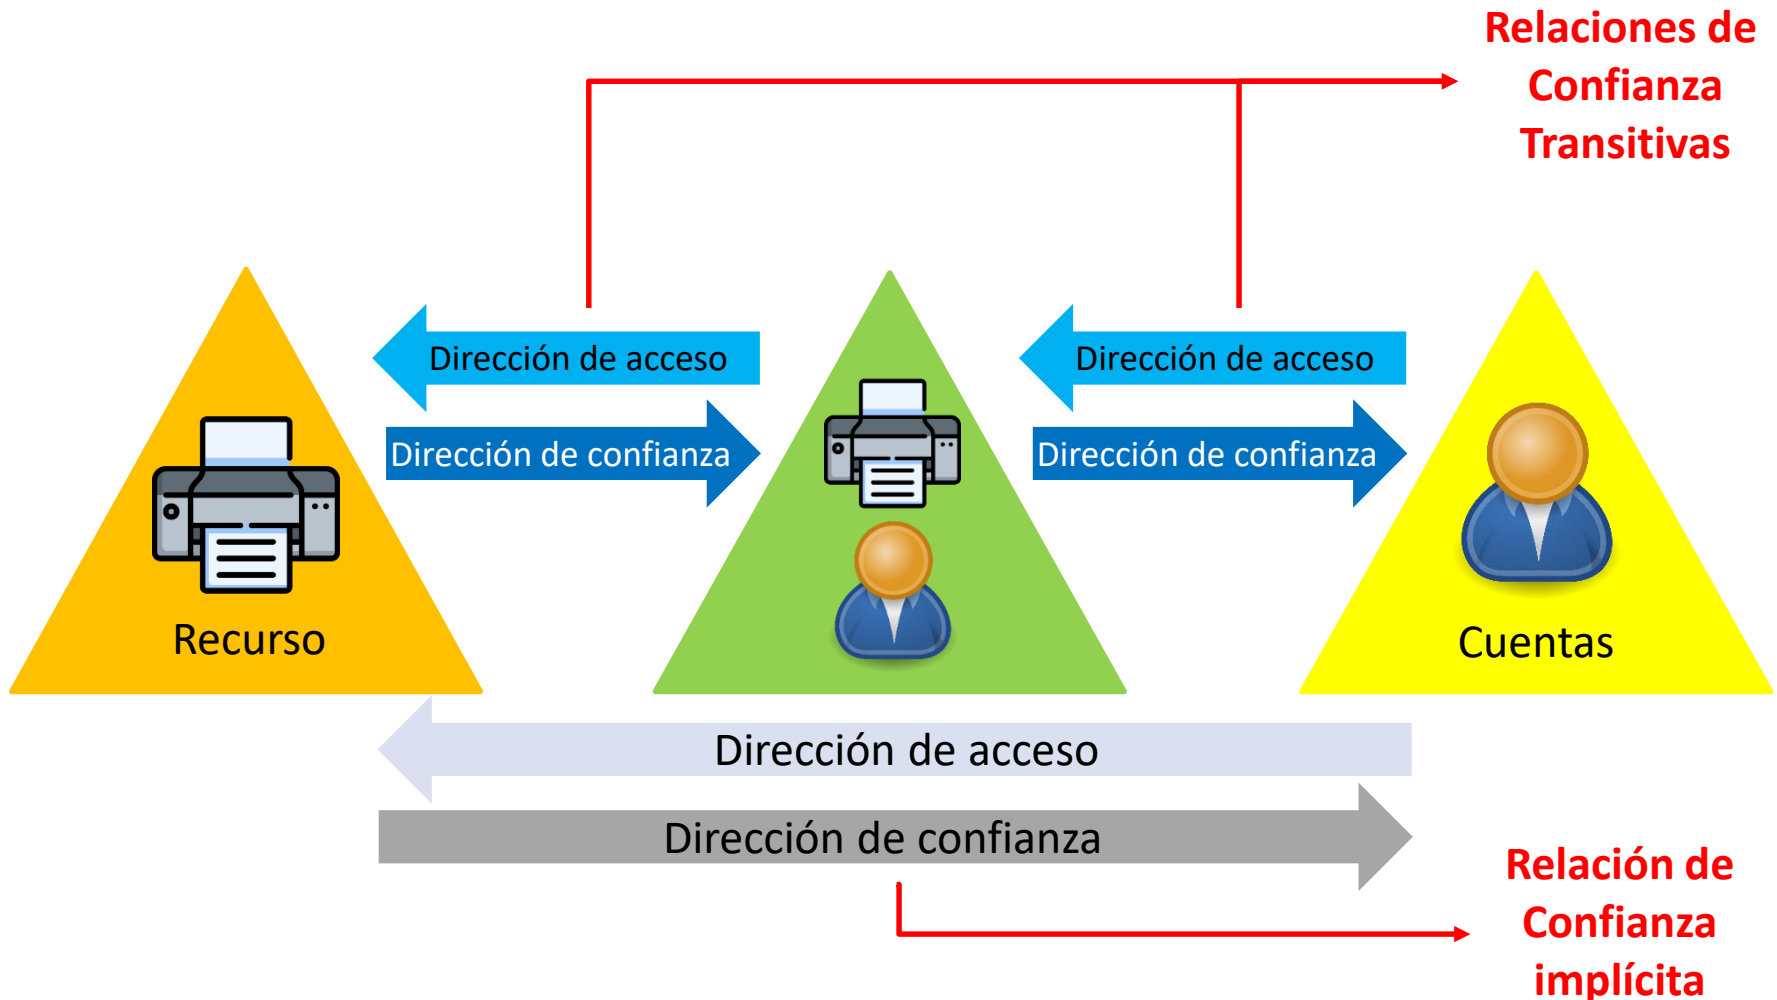 Relaciones de
Confianza
Transitivas
Dirección de acceso
Dirección de acceso
Dirección de confianza
Dirección de confianza
Recurso
Cuentas
Dirección de acceso
Dirección de confianza
Relación de
Confianza
implícita